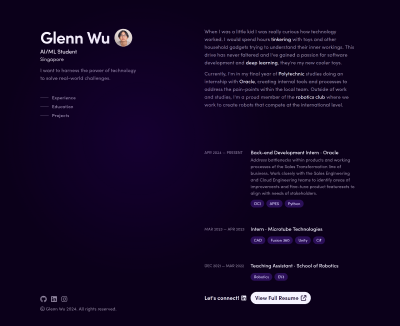 Glenn Wu
AI/ML Student
Singapore
I want to harness the power of technology
to solve real-world challenges.
Experience
Education
Projects
When I was a little kid I was really curious how technology
worked. I would spend hours tinkering with toys and other
household gadgets trying to understand their inner workings. This
drive has never faltered and I've gained a passion for software
development and deep learning, they're my new cooler toys.
Currently, I'm in my final year of Polytechnic studies doing an
internship with Oracle, creating internal tools and processes to
address the pain-points within the local team. Outside of work
and studies, I'm a proud member of the robotics club where we
work to create robots that compete at the international level.
APR 2024 — PRESENT
Back-end Development Intern · Oracle
Address bottlenecks within products and working
processes of the Sales Transformation line of
business. Work closely with the Sales Engineering
and Cloud Engineering teams to identify areas of
improvements and fine-tune product featuresets to
align with needs of stakeholders.
OCI APEX Python
MAR 2023 — APR 2023
Intern · Microtube Technologies
CAD Fusion 360 Unity C#
DEC 2021 — MAR 2022
Teaching Assistant · School of Robotics
Robotics EV3
Let's connect!
View Full Resume
© Glenn Wu 2024. All rights reserved.